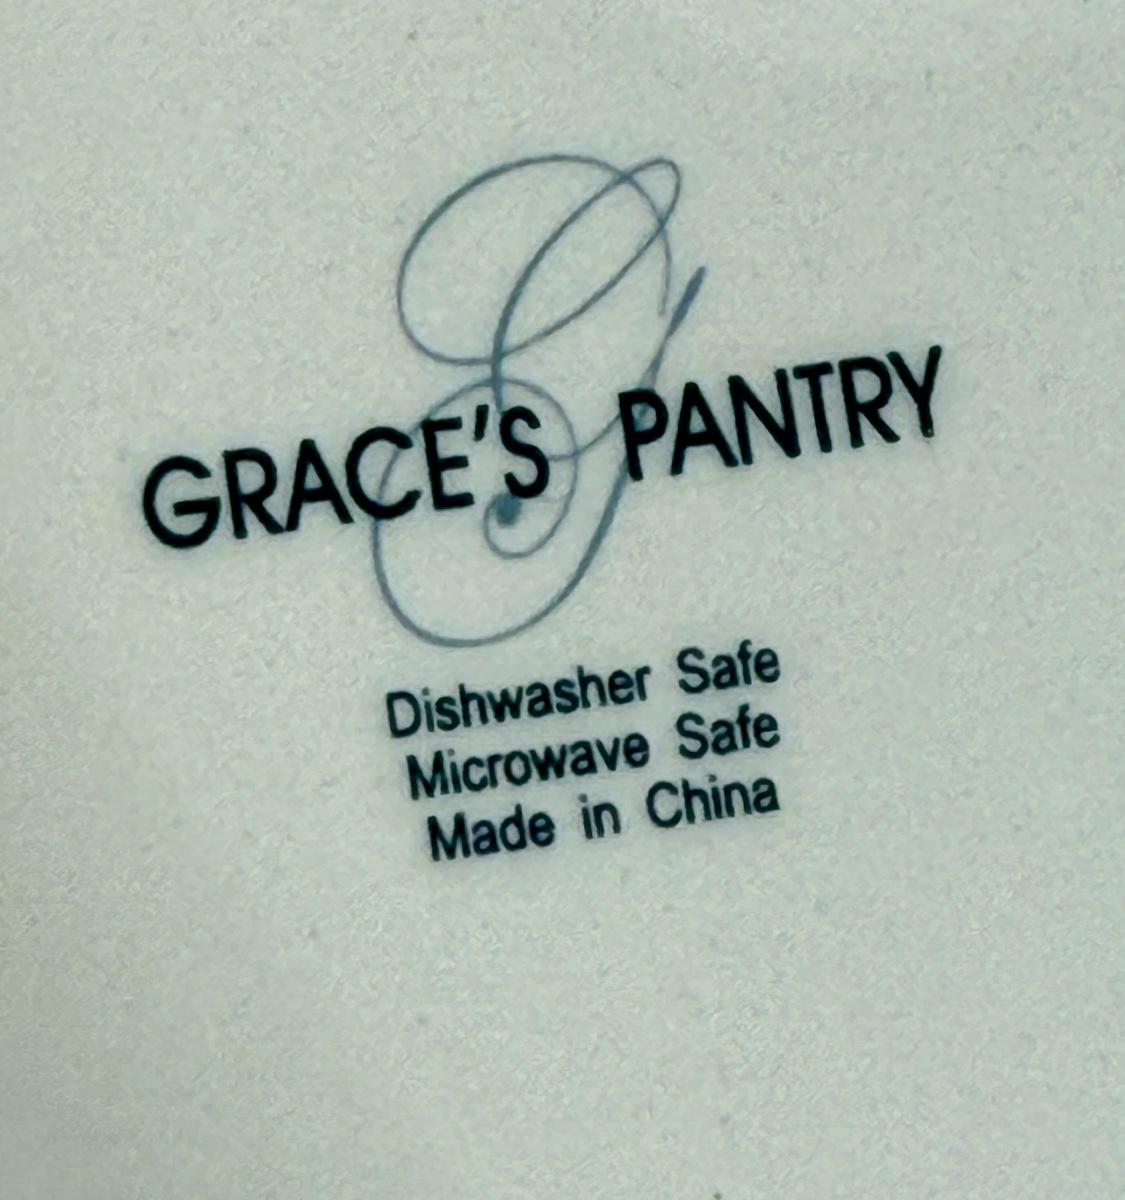 G
GRACE'S PANTRY
Dishwasher Safe
Microwave Safe
Made in China